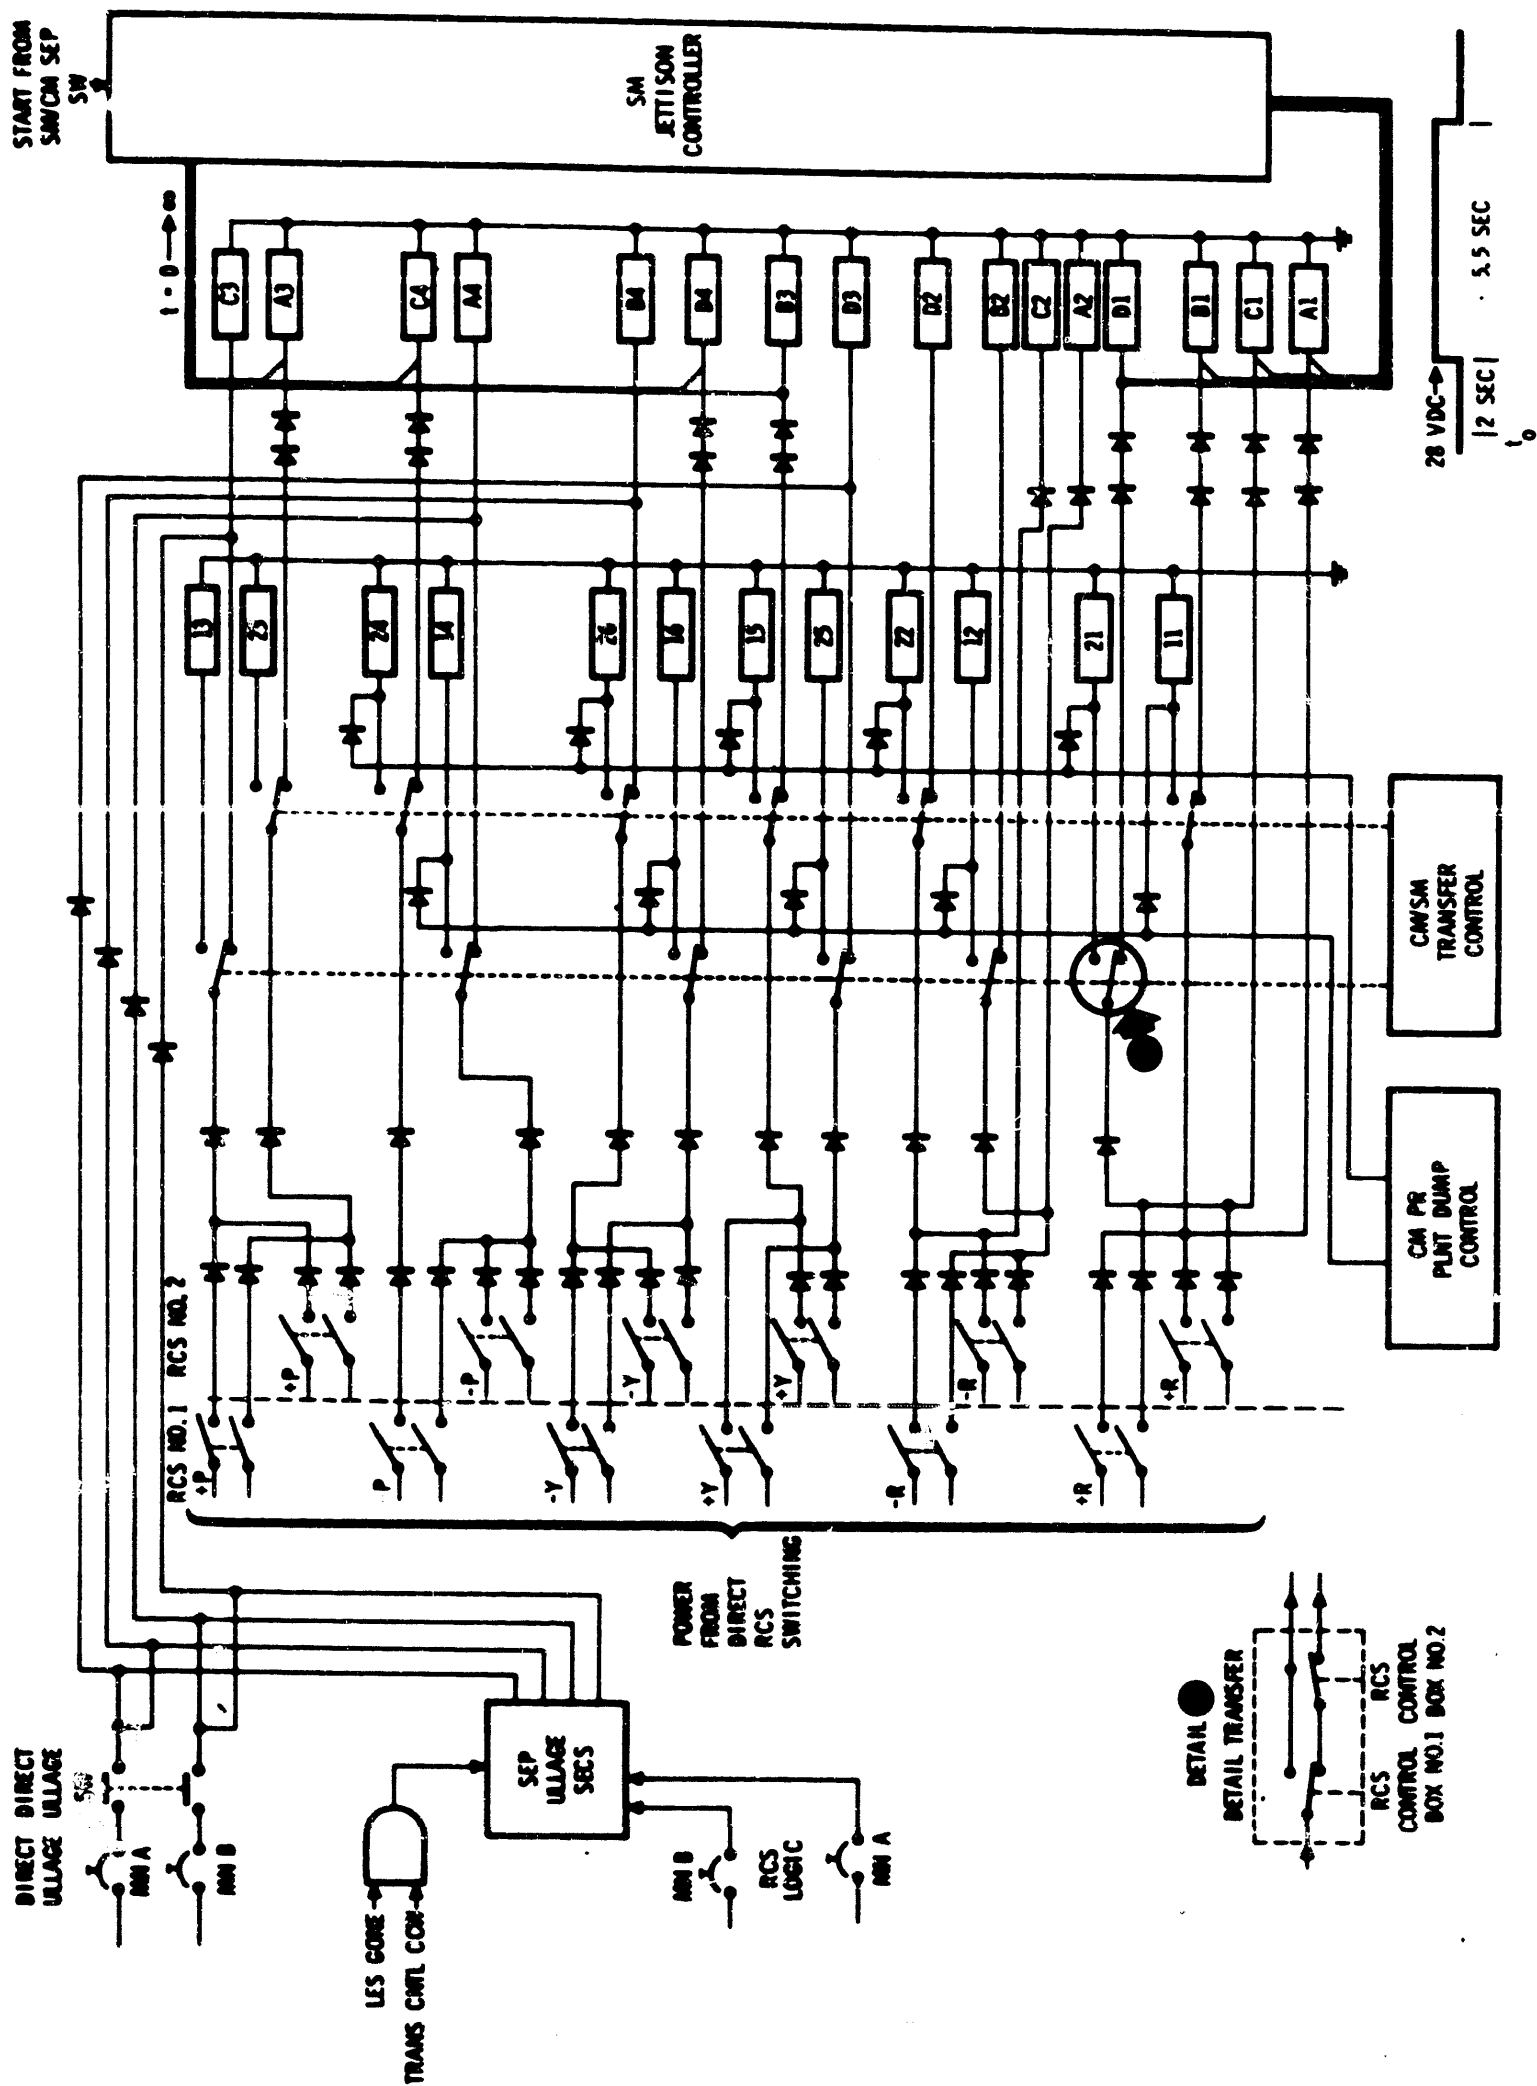 DIRECT DIRECT
ULLAGE ULLAGE
SW
MN A
MN B
LES GONE
TRANS CNTL CCW
SEP
ULLAGE
SECS
MN B
RCS
LOGIC
MN A
POWER
FROM
DIRECT
RCS
SWITCHING
RCS NO.1 RCS NO. 2
+P
+P
P
-P
-Y
-Y
+Y
+Y
-R
-R
+R
+R
13
24
14
16
15
25
22
12
21
11
C3
A3
C4
A4
B4
D4
B3
D3
D2
B2
C2
A2
D1
B1
C1
A1
t = 0 → ∞
START FROM
SM/CM SEP
SW
SM
JETTISON
CONTROLLER
CM/SM
TRANSFER
CONTROL
CM PR
PLNT DUMP
CONTROL
28 VDC
2 SEC
5.5 SEC
t₀
DETAIL
DETAIL TRANSFER
RCS RCS
CONTROL CONTROL
BOX NO.1 BOX NO.2